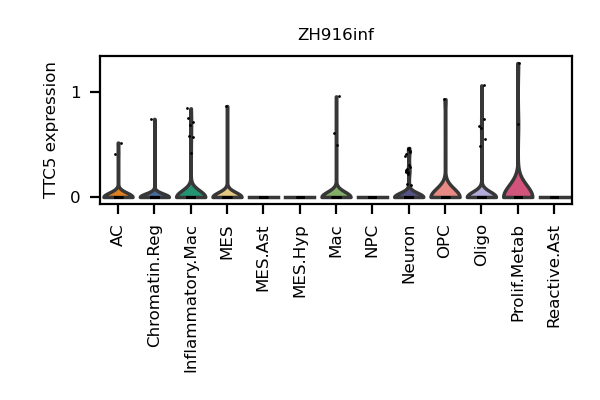 ZH916inf
TTC5 expression
1
0
AC
Chromatin.Reg
Inflammatory.Mac
MES
MES.Ast
MES.Hyp
Mac
NPC
Neuron
OPC
Oligo
Prolif.Metab
Reactive.Ast